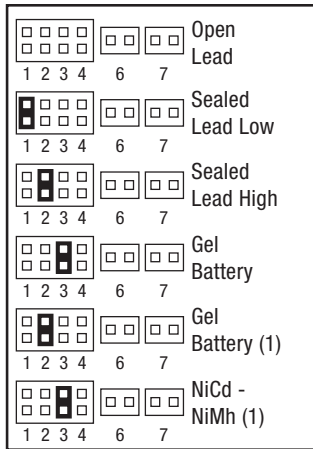 Open
Lead
1 2 3 4 6 7
Sealed
Lead Low
1 2 3 4 6 7
Sealed
Lead High
1 2 3 4 6 7
Gel
Battery
1 2 3 4 6 7
Gel
Battery (1)
1 2 3 4 6 7
NiCd -
NiMh (1)
1 2 3 4 6 7